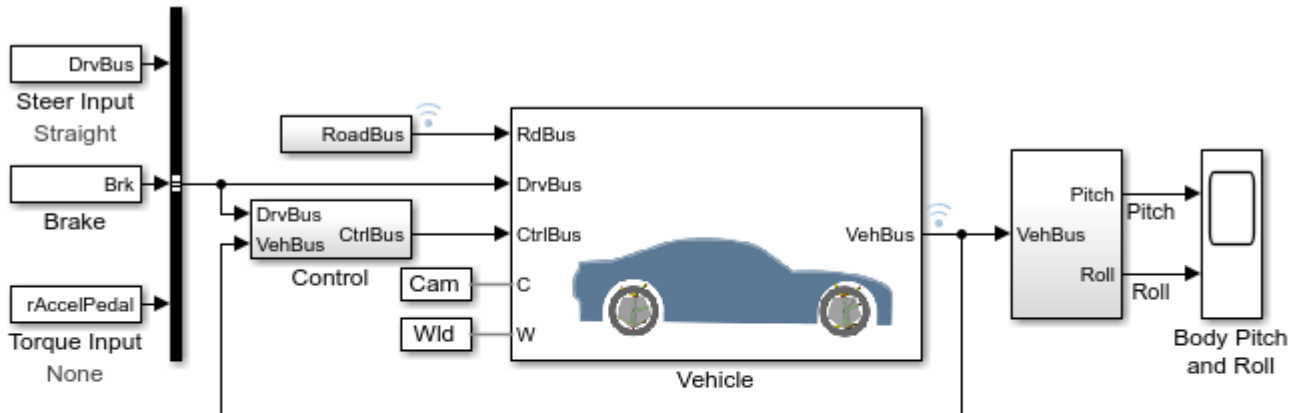 DrvBus
Steer Input
Straight
Brk
Brake
rAccelPedal
Torque Input
None
RoadBus
DrvBus
VehBus
CtrlBus
Control
Cam
Wld
RdBus
DrvBus
CtrlBus
C
W
VehBus
Vehicle
VehBus
Pitch
Roll
Pitch
Roll
Body Pitch
and Roll